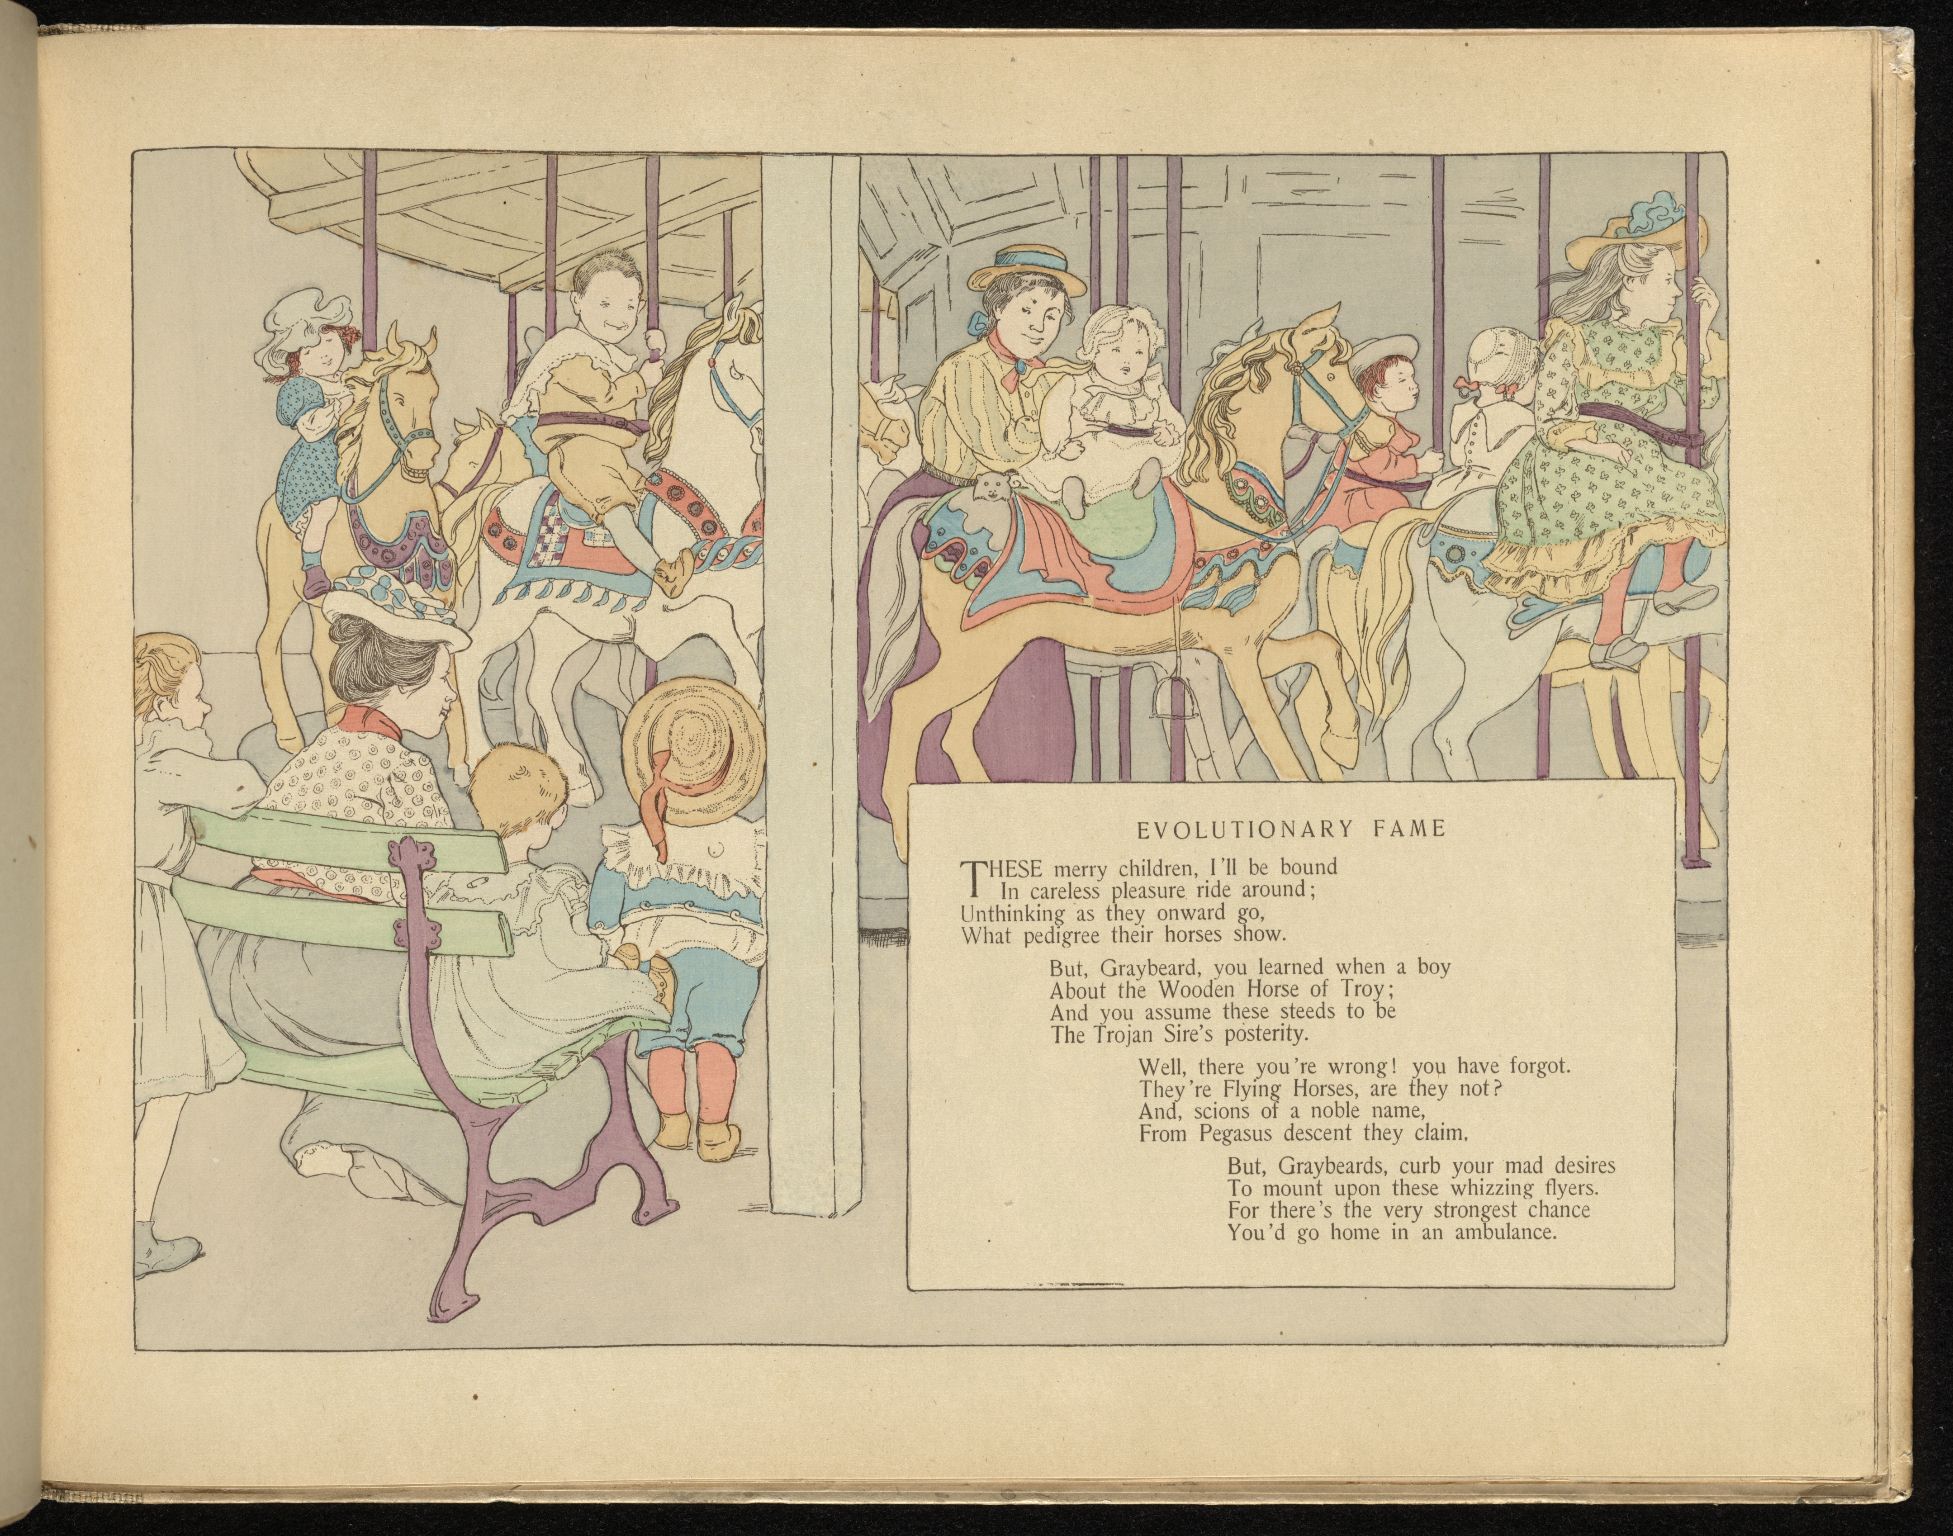 EVOLUTIONARY FAME
THESE merry children, I'll be bound
In careless pleasure ride around;
Unthinking as they onward go,
What pedigree their horses show.
But, Graybeard, you learned when a boy
About the Wooden Horse of Troy;
And you assume these steeds to be
The Trojan Sire's posterity.
Well, there you're wrong! you have forgot.
They're Flying Horses, are they not?
And, scions of a noble name,
From Pegasus descent they claim.
But, Graybeards, curb your mad desires
To mount upon these whizzing flyers.
For there's the very strongest chance
You'd go home in an ambulance.